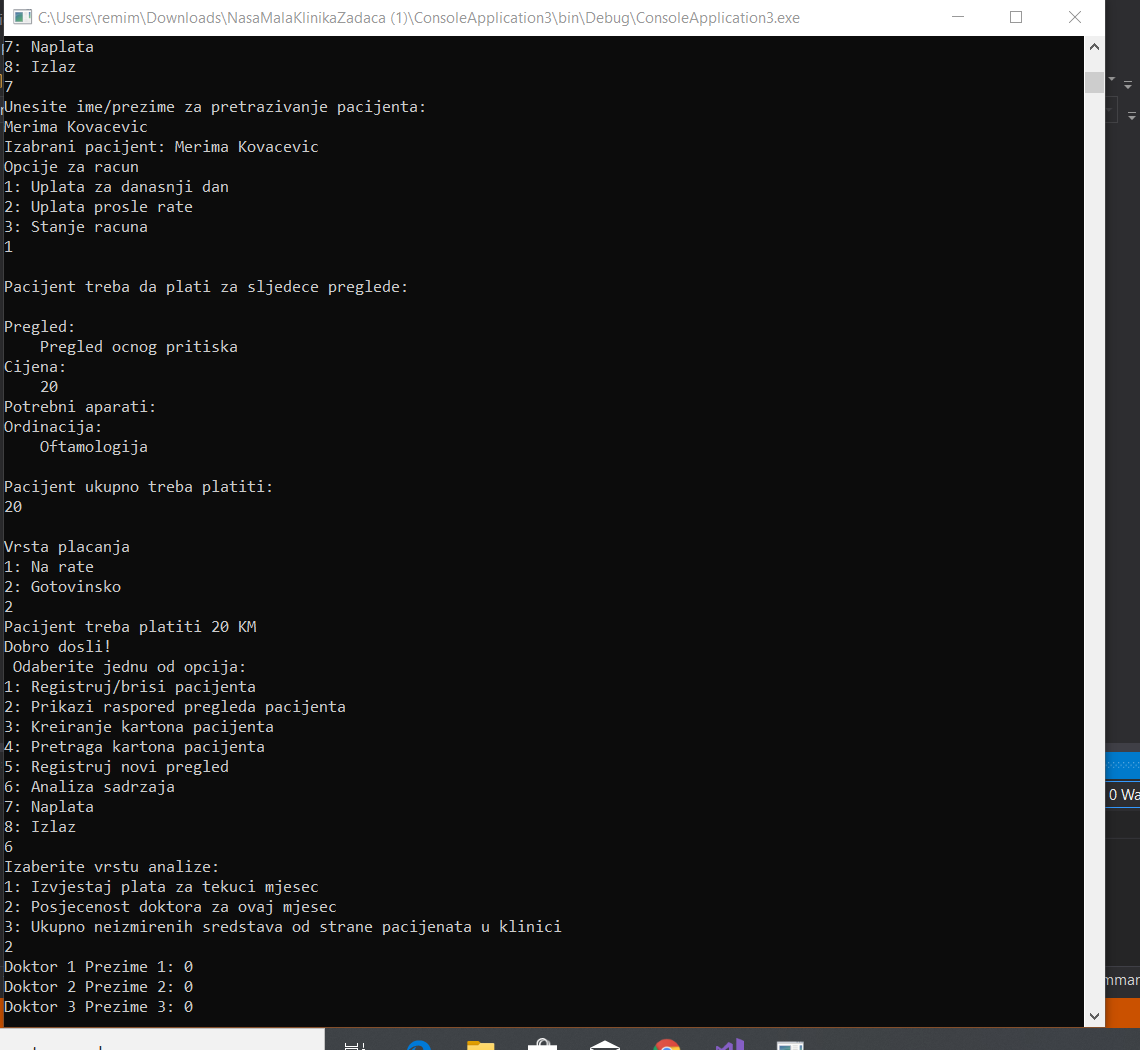 C:\Users\remim\Downloads\NasaMalaKlinikaZadaca (1)\ConsoleApplication3\bin\Debug\ConsoleApplication3.exe
7: Naplata
8: Izlaz
7
Unesite ime/prezime za pretrazivanje pacijenta:
Merima Kovacevic
Izabrani pacijent: Merima Kovacevic
Opcije za racun
1: Uplata za danasnji dan
2: Uplata prosle rate
3: Stanje racuna
1
Pacijent treba da plati za sljedece preglede:
Pregled:
Pregled ocnog pritiska
Cijena:
20
Potrebni aparati:
Ordinacija:
Oftamologija
Pacijent ukupno treba platiti:
20
Vrsta placanja
1: Na rate
2: Gotovinsko
2
Pacijent treba platiti 20 KM
Dobro dosli!
Odaberite jednu od opcija:
1: Registruj/brisi pacijenta
2: Prikazi raspored pregleda pacijenta
3: Kreiranje kartona pacijenta
4: Pretraga kartona pacijenta
5: Registruj novi pregled
6: Analiza sadrzaja
7: Naplata
8: Izlaz
0 Wa
6
Izaberite vrstu analize:
1: Izvjestaj plata za tekuci mjesec
2: Posjecenost doktora za ovaj mjesec
3: Ukupno neizmirenih sredstava od strane pacijenata u klinici
2
Doktor 1 Prezime 1: 0
mmar
Doktor 2 Prezime 2: 0
Doktor 3 Prezime 3: 0